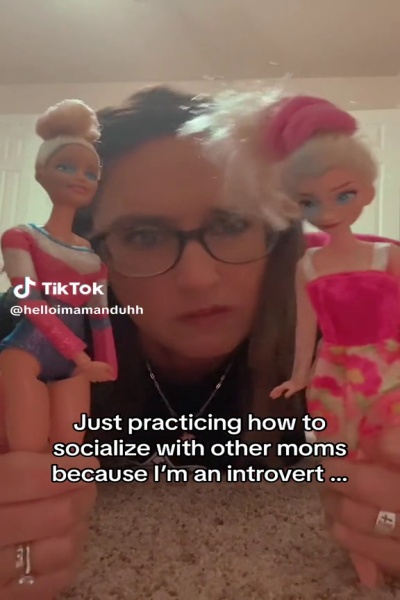 TikTok
@helloimamanduhh
Just practicing how to
socialize with other moms
because I'm an introvert ...